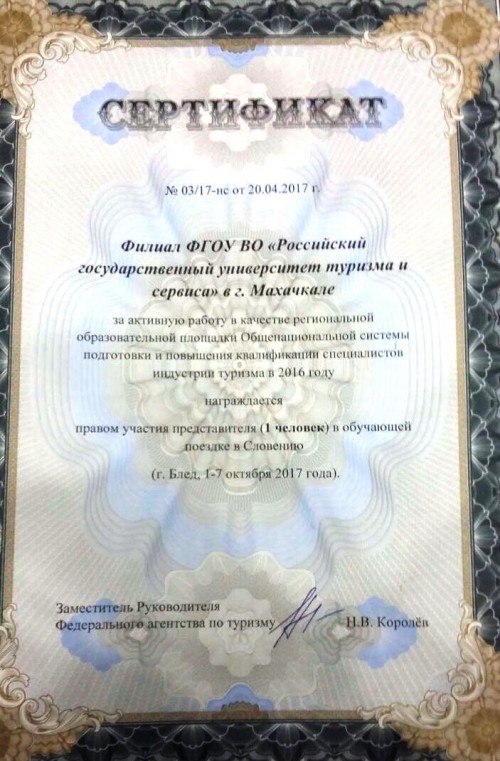 СЕРТИФИКАТ
№ 03/17-нс от 20.04.2017 г.
Филиал ФГОУ ВО «Российский
государственный университет туризма и
сервиса» в г. Махачкале
за активную работу в качестве региональной
образовательной площадки Общенациональной системы
подготовки и повышения квалификации специалистов
индустрии туризма в 2016 году
награждается
правом участия представителя (1 человек) в обучающей
поездке в Словению
(г. Блед, 1-7 октября 2017 года).
Заместитель Руководителя
Федерального агентства по туризму
Н.В. Королёв